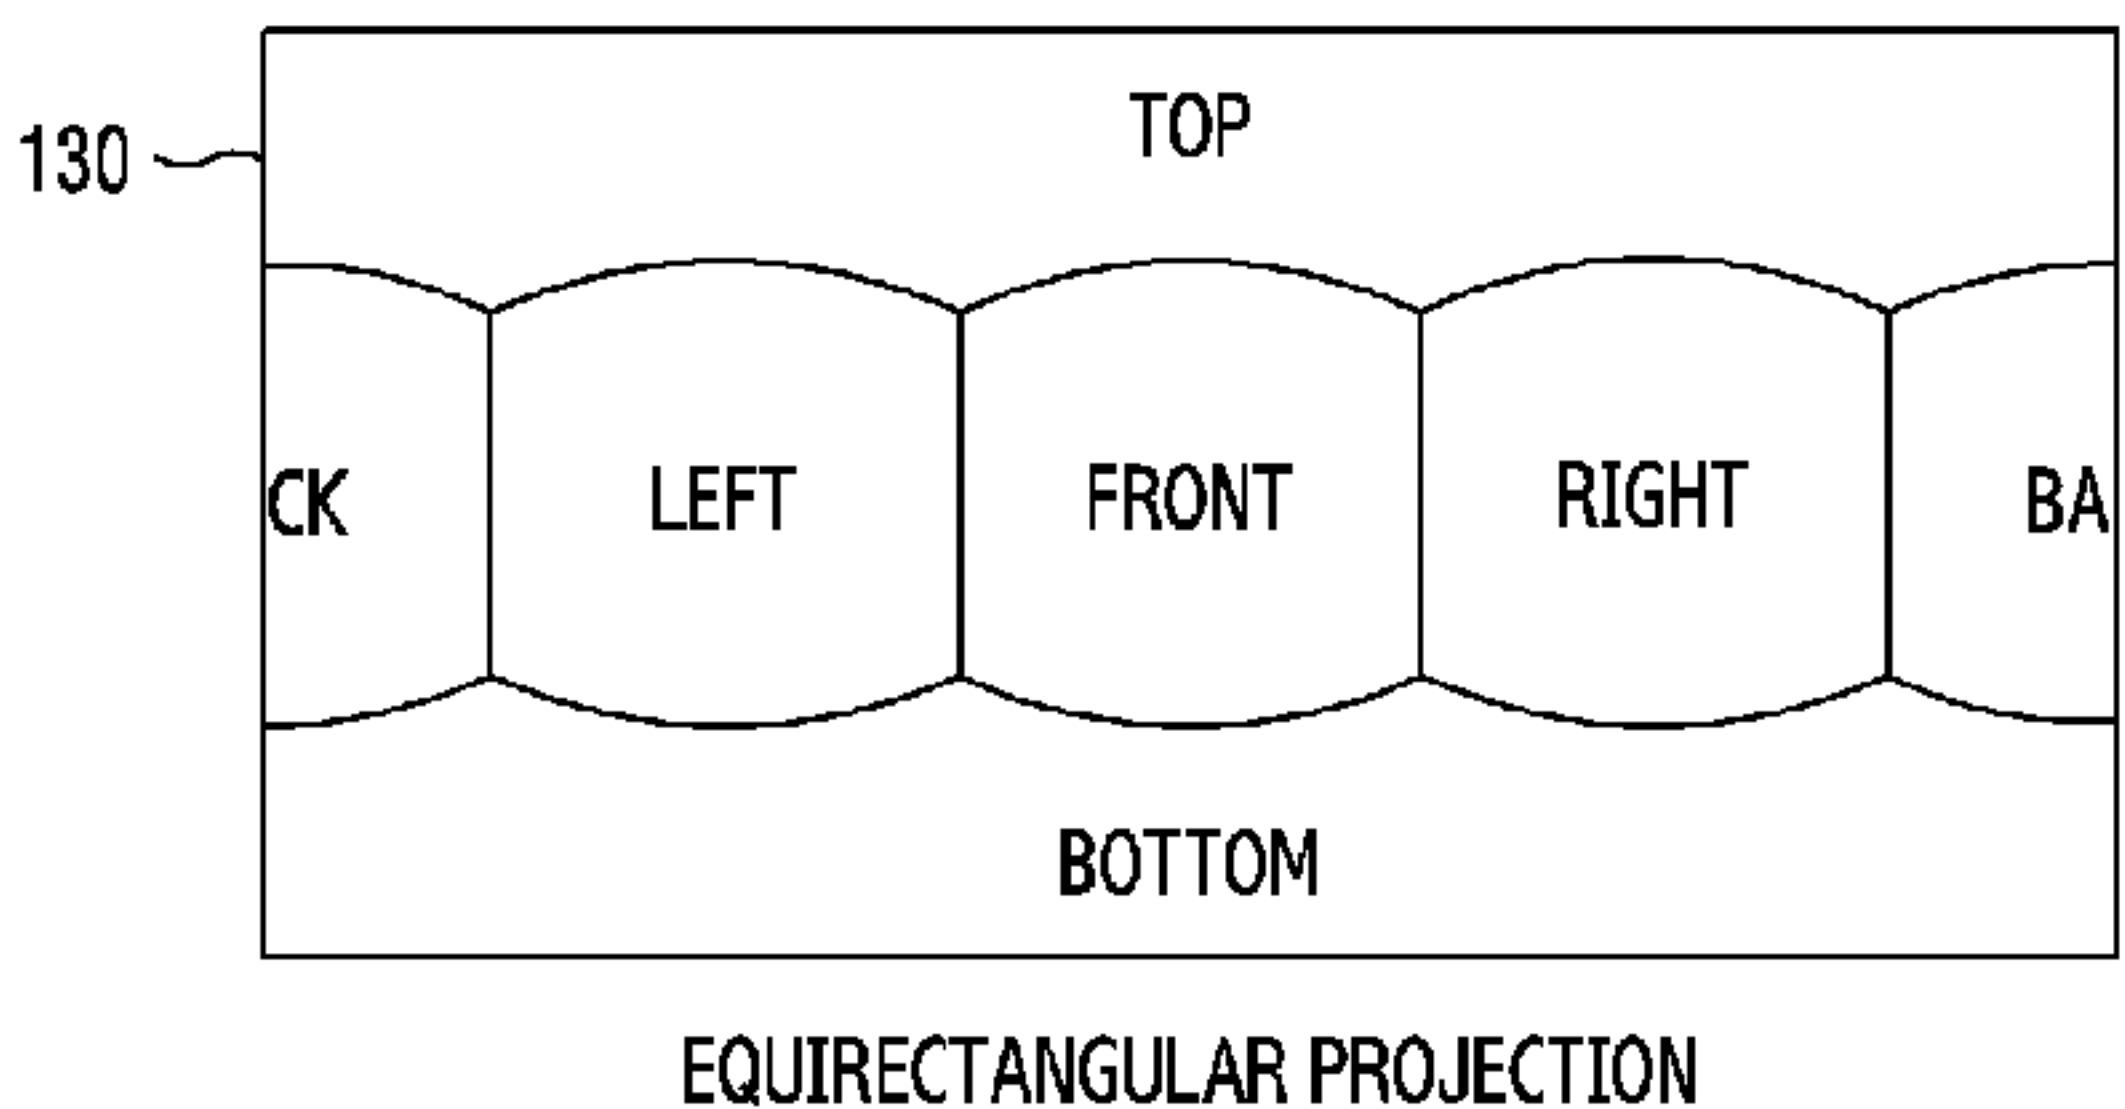 TOP
130
CK LEFT FRONT RIGHT BA
BOTTOM
EQUIRECTANGULAR PROJECTION